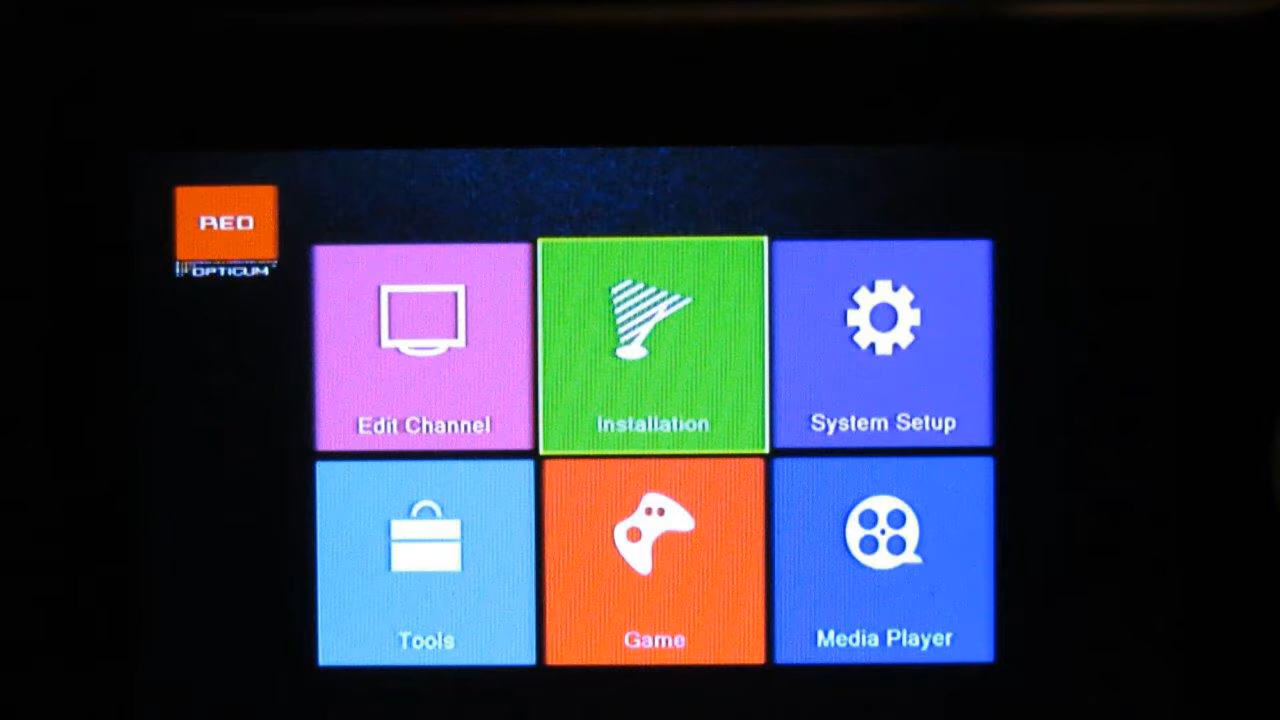 RED
OPTICUM
Edit Channel
Installation
System Setup
Tools
Game
Media Player